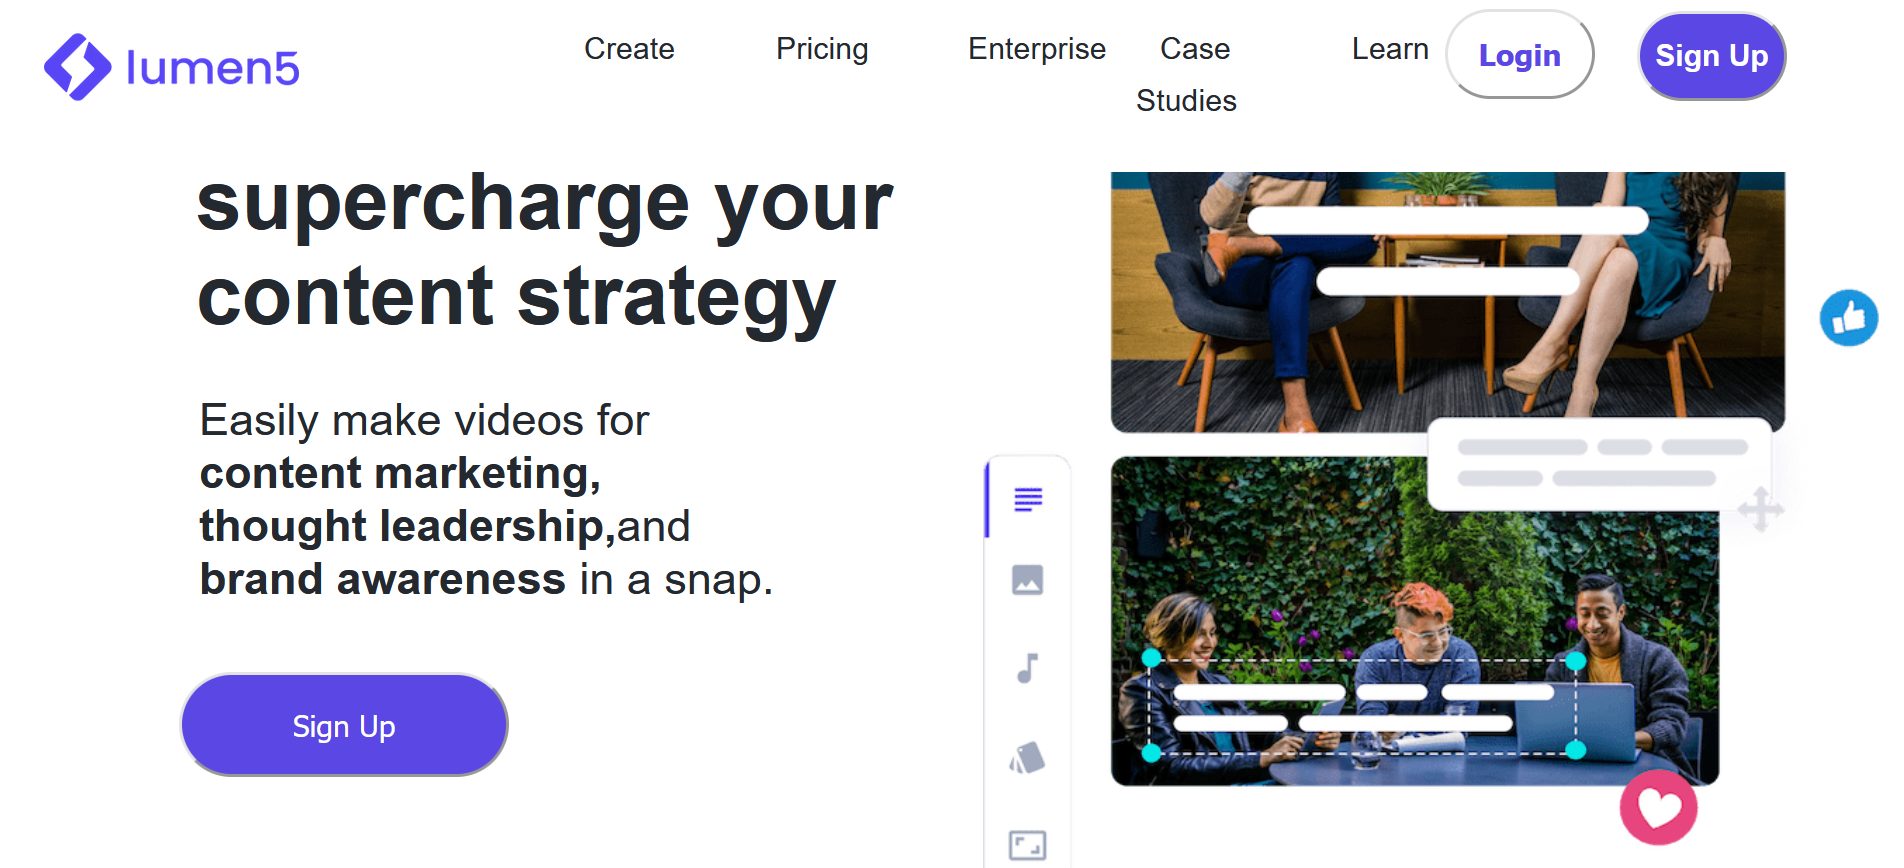 lumen5
Create Pricing Enterprise Case Learn Login Sign Up
Studies
supercharge your
content strategy
Easily make videos for
content marketing,
thought leadership,and
brand awareness in a snap.
Sign Up